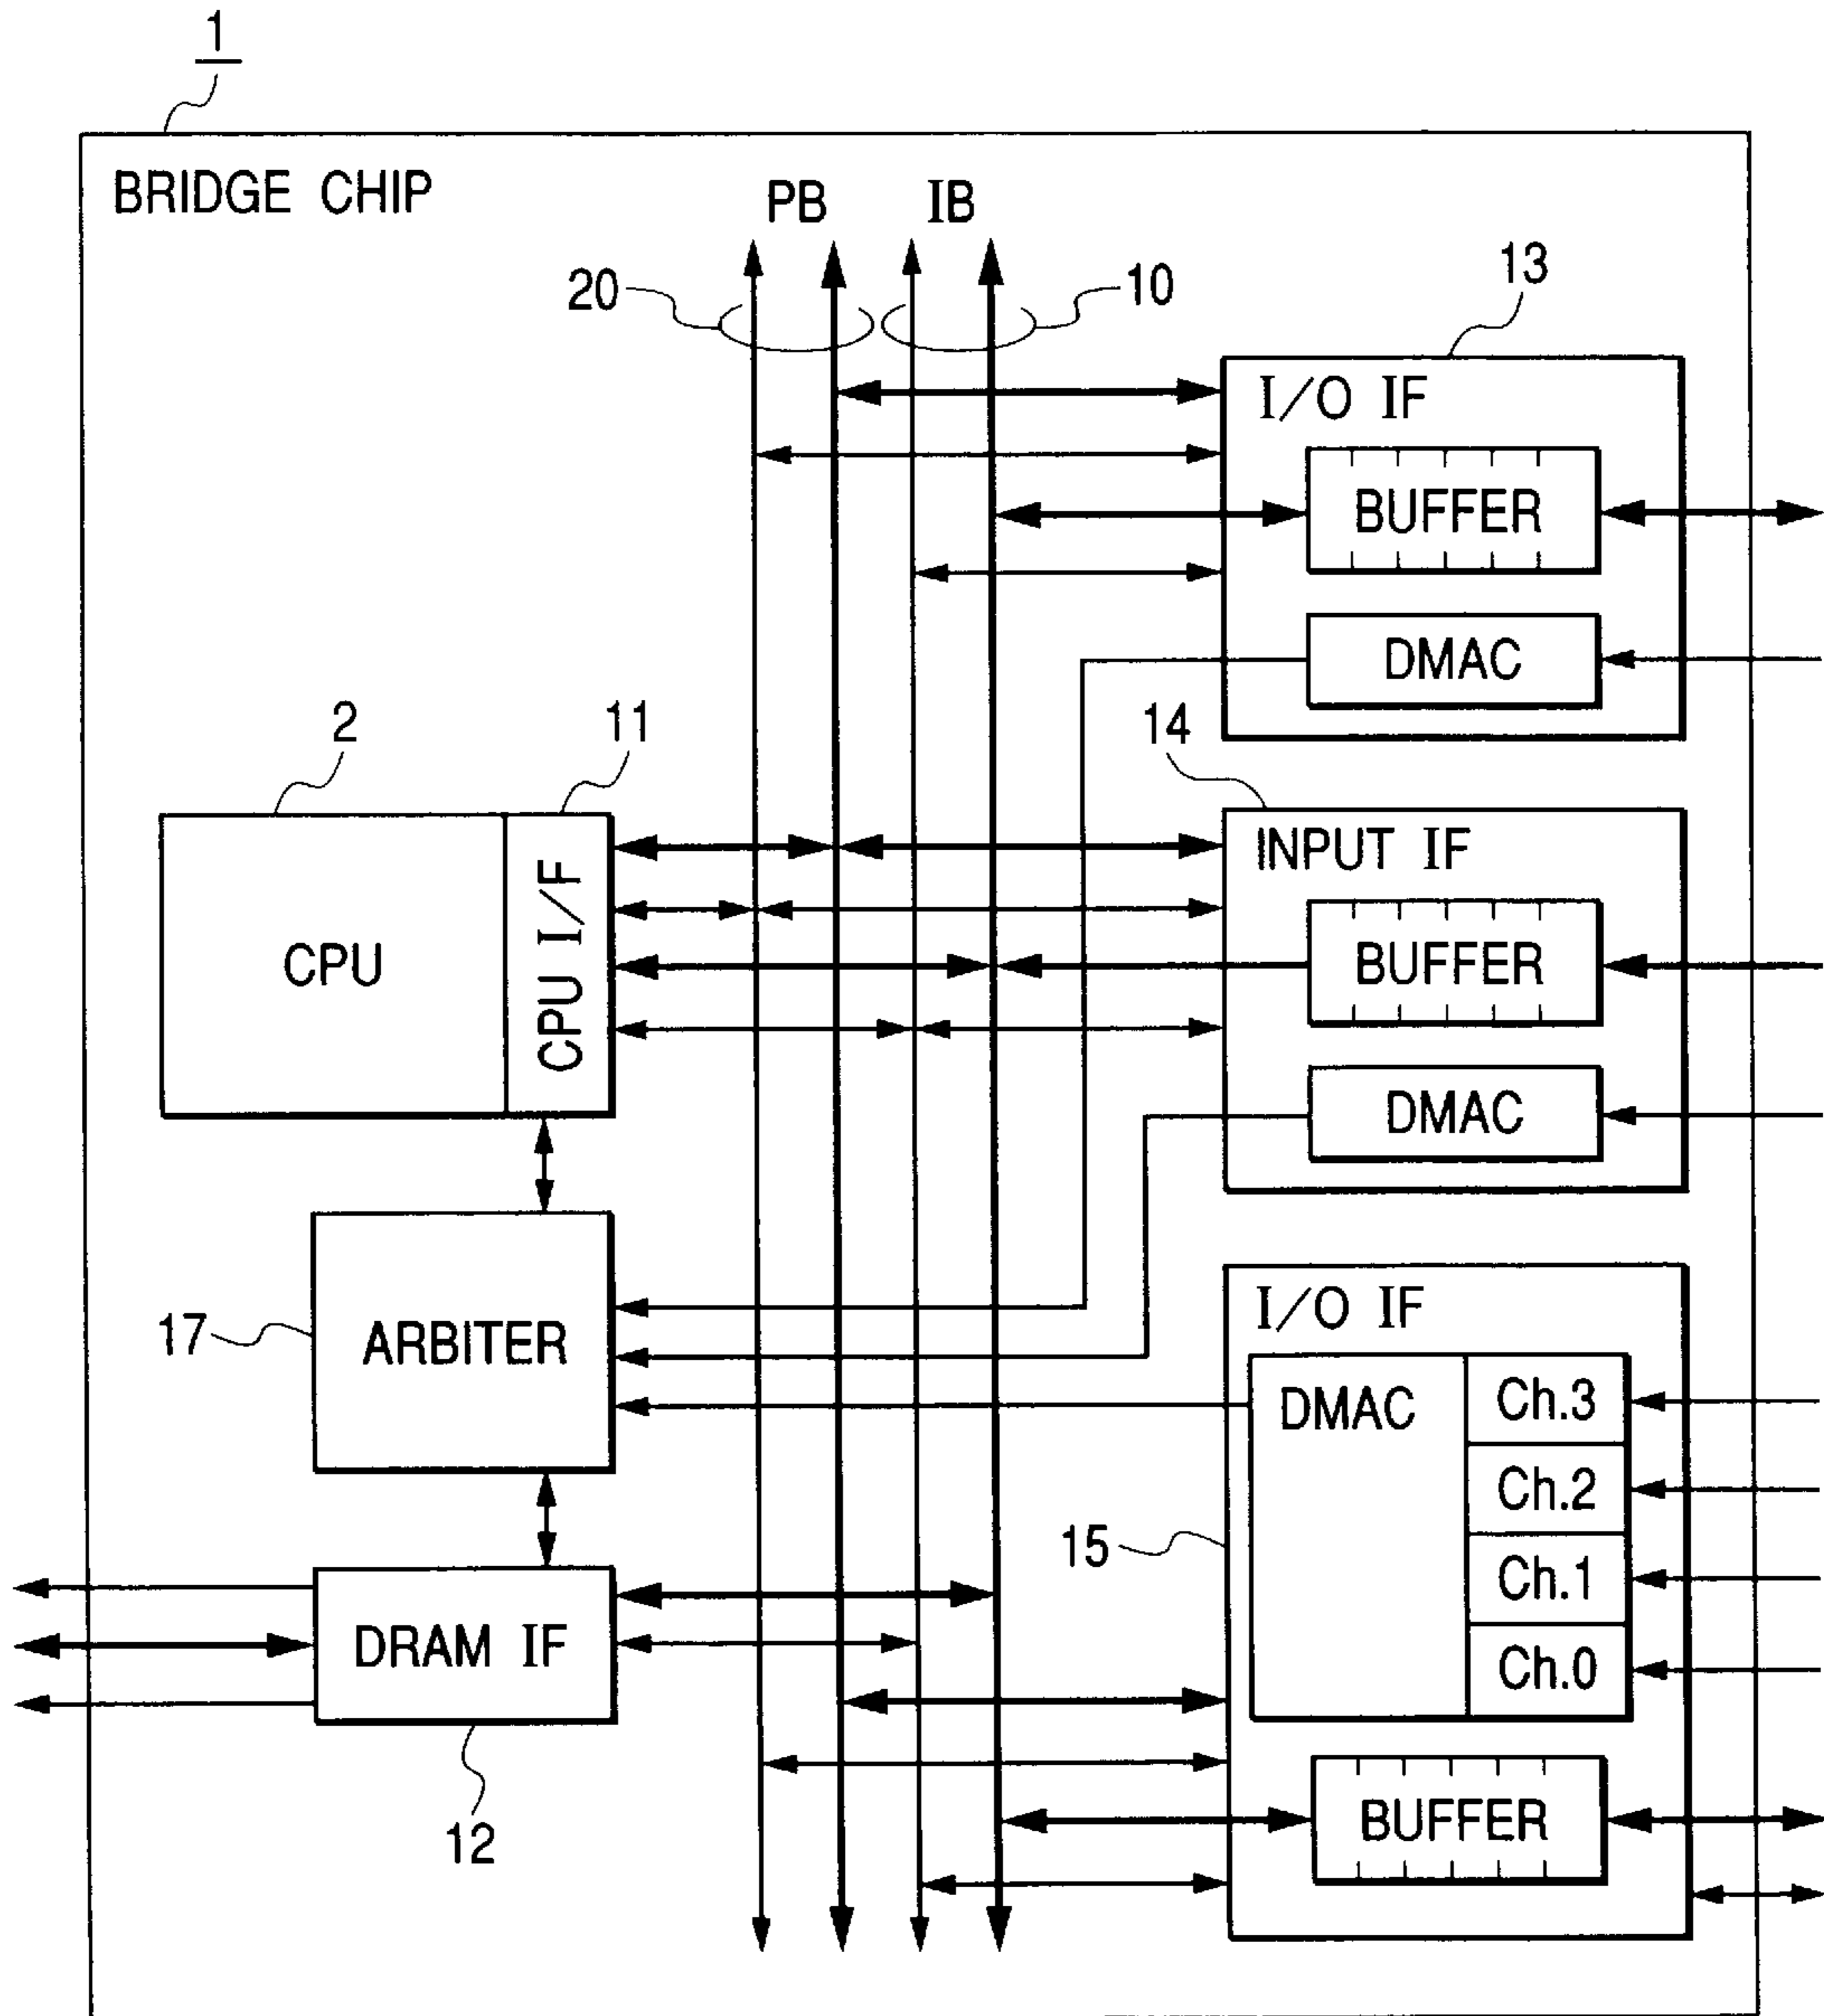 1
BRIDGE CHIP
PB IB
20 10 13
I/O IF
BUFFER
DMAC
2 11 14
CPU
CPU I/F
INPUT IF
BUFFER
DMAC
17
ARBITER
I/O IF
DMAC
Ch.3
Ch.2
15
Ch.1
Ch.0
DRAM IF
12
BUFFER